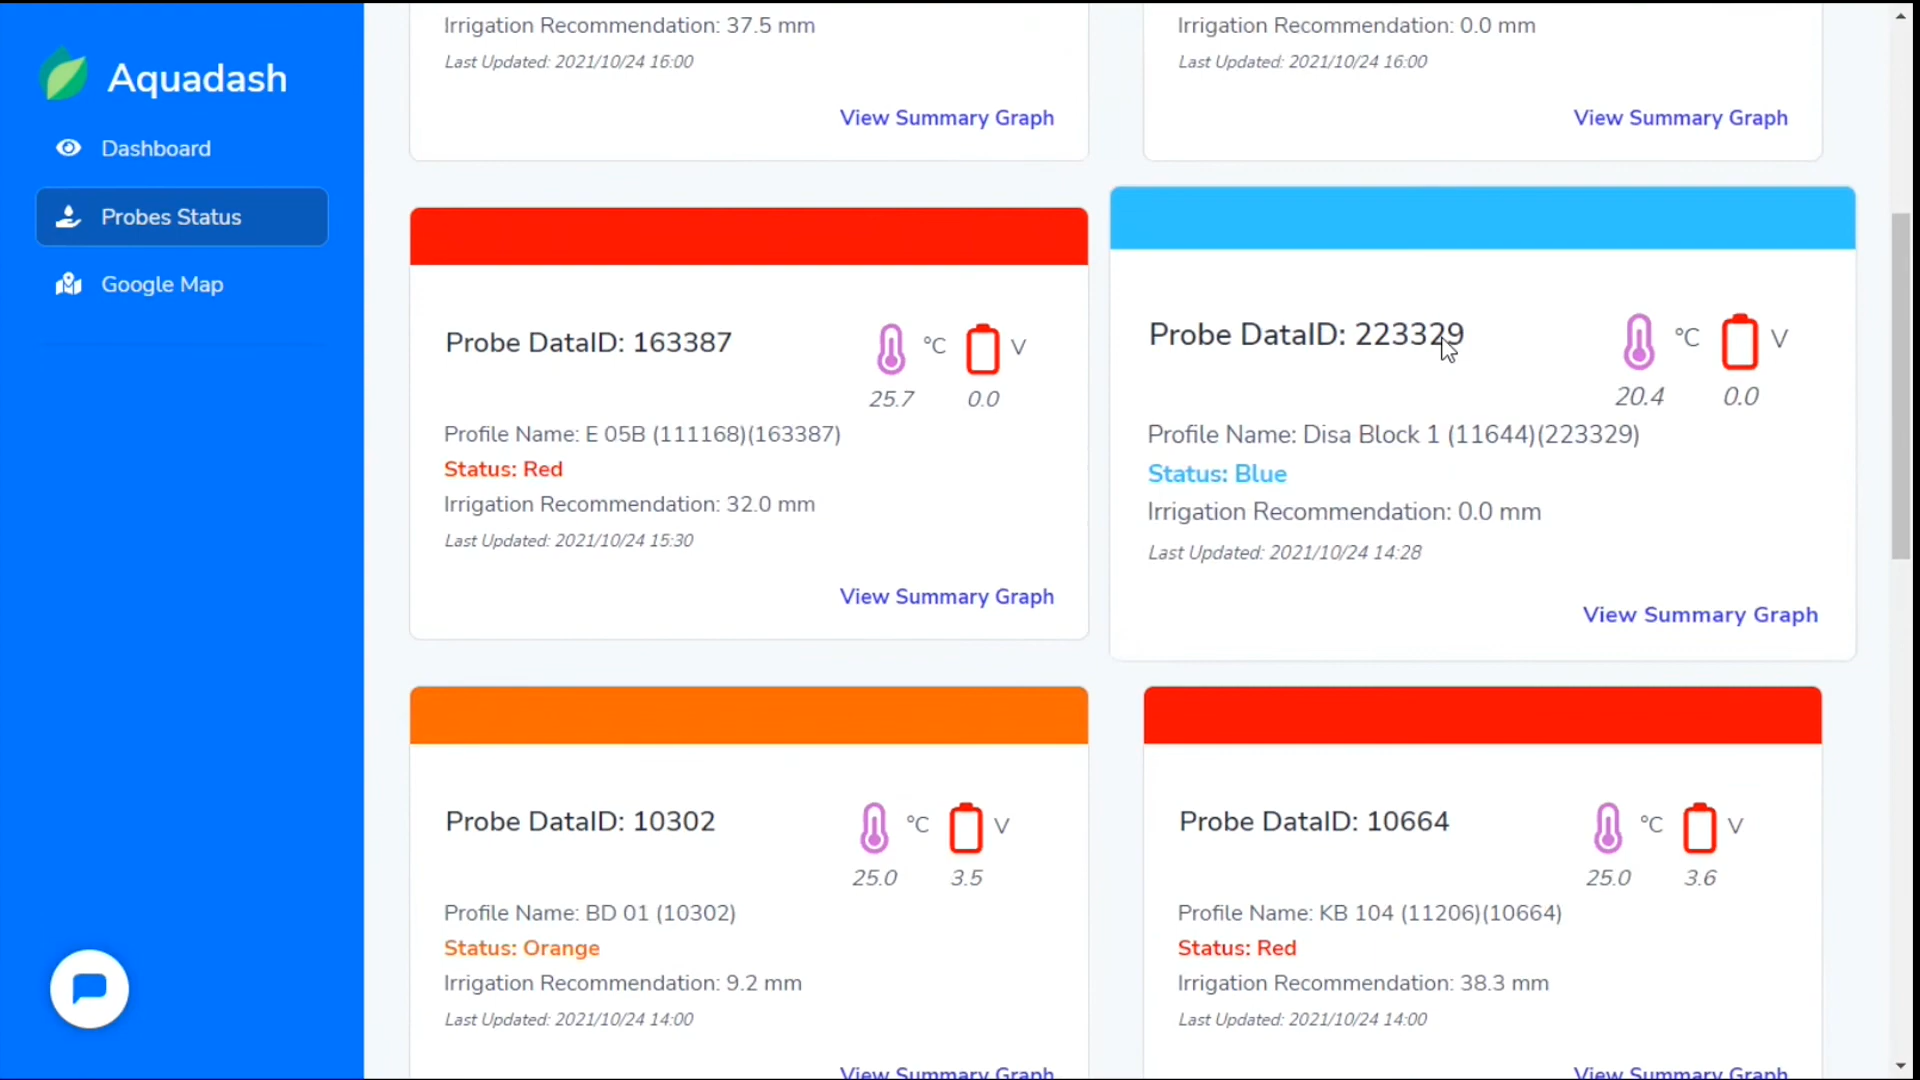 Aquadash
Dashboard
Probes Status
Google Map
Irrigation Recommendation: 37.5 mm
Last Updated: 2021/10/24 16:00
View Summary Graph
Irrigation Recommendation: 0.0 mm
Last Updated: 2021/10/24 16:00
View Summary Graph
Probe DataID: 163387
°C
V
25.7
0.0
Profile Name: E 05B (111168)(163387)
Status: Red
Irrigation Recommendation: 32.0 mm
Last Updated: 2021/10/24 15:30
View Summary Graph
Probe DataID: 223329
°C
V
20.4
0.0
Profile Name: Disa Block 1 (11644)(223329)
Status: Blue
Irrigation Recommendation: 0.0 mm
Last Updated: 2021/10/24 14:28
View Summary Graph
Probe DataID: 10302
°C
V
25.0
3.5
Profile Name: BD 01 (10302)
Status: Orange
Irrigation Recommendation: 9.2 mm
Last Updated: 2021/10/24 14:00
View Summary Graph
Probe DataID: 10664
°C
V
25.0
3.6
Profile Name: KB 104 (11206)(10664)
Status: Red
Irrigation Recommendation: 38.3 mm
Last Updated: 2021/10/24 14:00
View Summary Graph